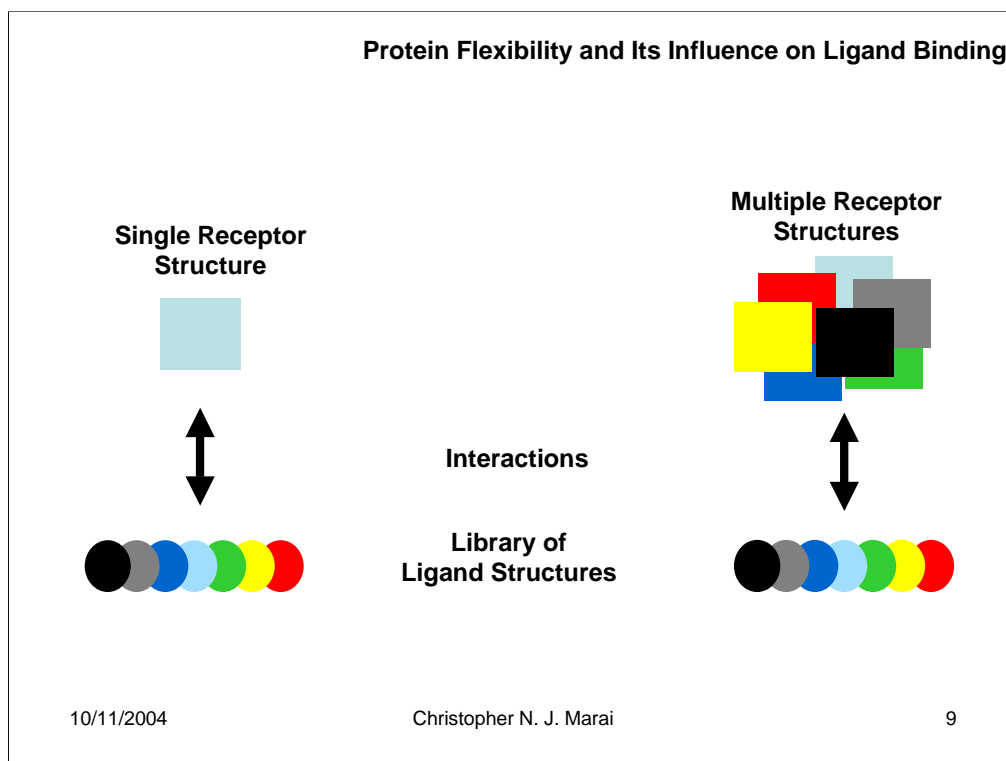 Protein Flexibility and Its Influence on Ligand Binding
Single Receptor
Structure
Multiple Receptor
Structures
Interactions
Library of
Ligand Structures
10/11/2004
Christopher N. J. Marai
9